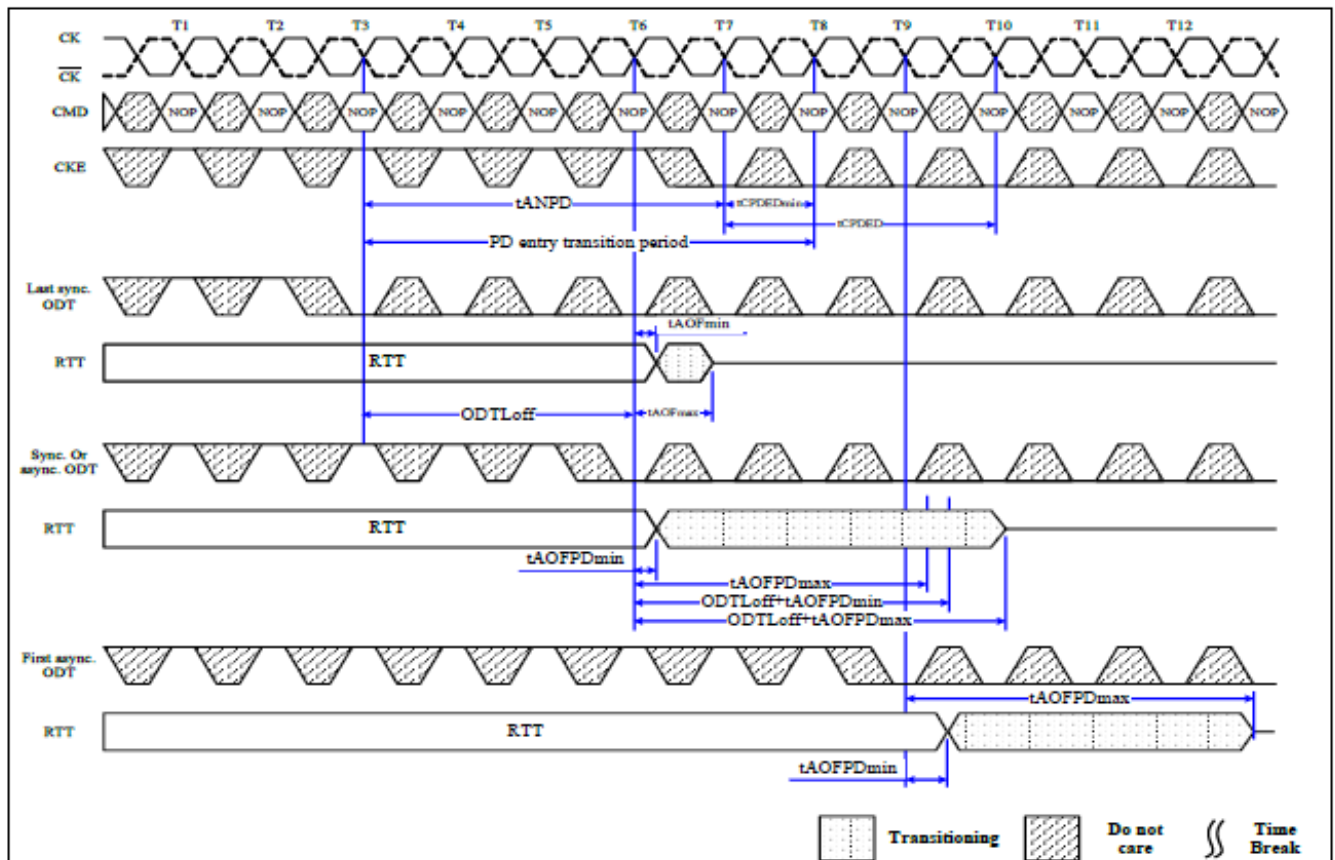 T1 T2 T3 T4 T5 T6 T7 T8 T9 T10 T11 T12
CK
CK
CMD
NOP NOP NOP NOP NOP NOP NOP NOP NOP NOP NOP NOP NOP
CKE
tANPD
tCPDEDmin
tCPDED
PD entry transition period
Last sync.
ODT
tAOFmin
RTT
RTT
ODTLoff
tAOFmax
Sync. Or
async. ODT
RTT
RTT
tAOFPDmin
tAOFPDmax
ODTLoff+tAOFPDmin
ODTLoff+tAOFPDmax
First async.
ODT
tAOFPDmax
RTT
RTT
tAOFPDmin
Transitioning
Do not
care
Time
Break